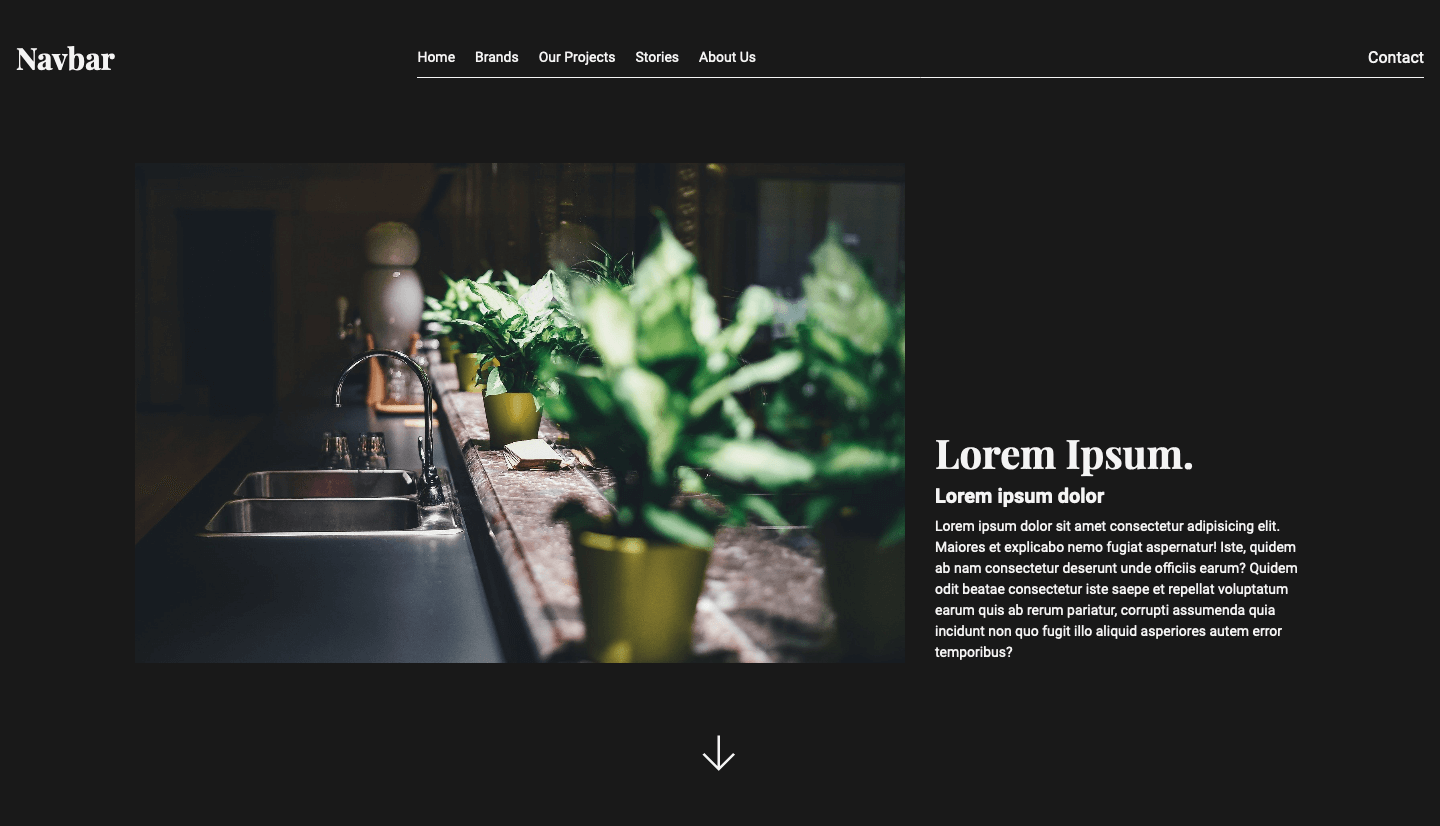 Navbar
Home Brands Our Projects Stories About Us Contact
Lorem Ipsum.
Lorem ipsum dolor
Lorem ipsum dolor sit amet consectetur adipisicing elit.
Maiores et explicabo nemo fugiat aspernatur! Iste, quidem
ab nam consectetur deserunt unde officiis earum? Quidem
odit beatae consectetur iste saepe et repellat voluptatum
earum quis ab rerum pariatur, corrupti assumenda quia
incidunt non quo fugit illo aliquid asperiores autem error
temporibus?